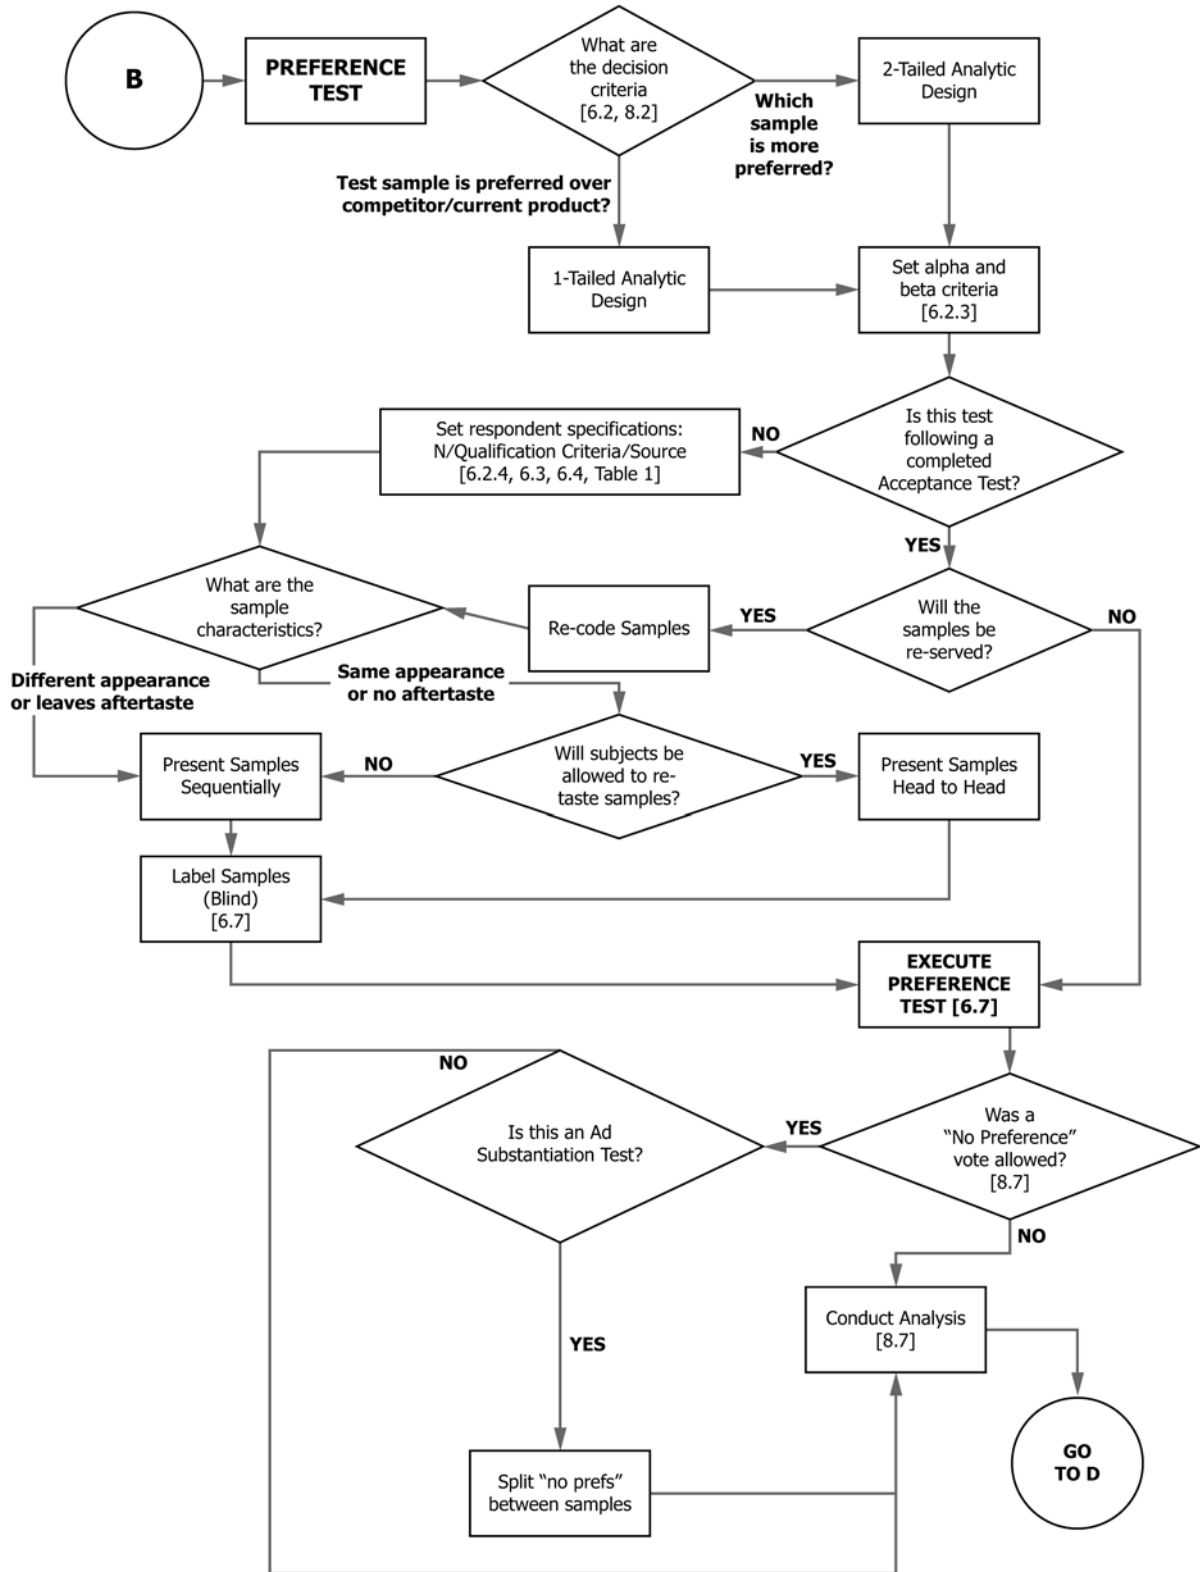 B
PREFERENCE
TEST
What are
the decision
criteria
[6.2, 8.2]
2-Tailed Analytic
Design
Which
sample
is more
preferred?
Test sample is preferred over
competitor/current product?
1-Tailed Analytic
Design
Set alpha and
beta criteria
[6.2.3]
Is this test
following a
completed
Acceptance Test?
NO
Set respondent specifications:
N/Qualification Criteria/Source
[6.2.4, 6.3, 6.4, Table 1]
YES
What are the
sample
characteristics?
Re-code Samples
YES
Will the
samples be
re-served?
NO
Different appearance
or leaves aftertaste
Same appearance
or no aftertaste
Present Samples
Sequentially
NO
Will subjects be
allowed to re-
taste samples?
YES
Present Samples
Head to Head
Label Samples
(Blind)
[6.7]
EXECUTE
PREFERENCE
TEST [6.7]
NO
Is this an Ad
Substantiation Test?
YES
Was a
“No Preference”
vote allowed?
[8.7]
NO
YES
Conduct Analysis
[8.7]
Split “no prefs”
between samples
GO
TO D